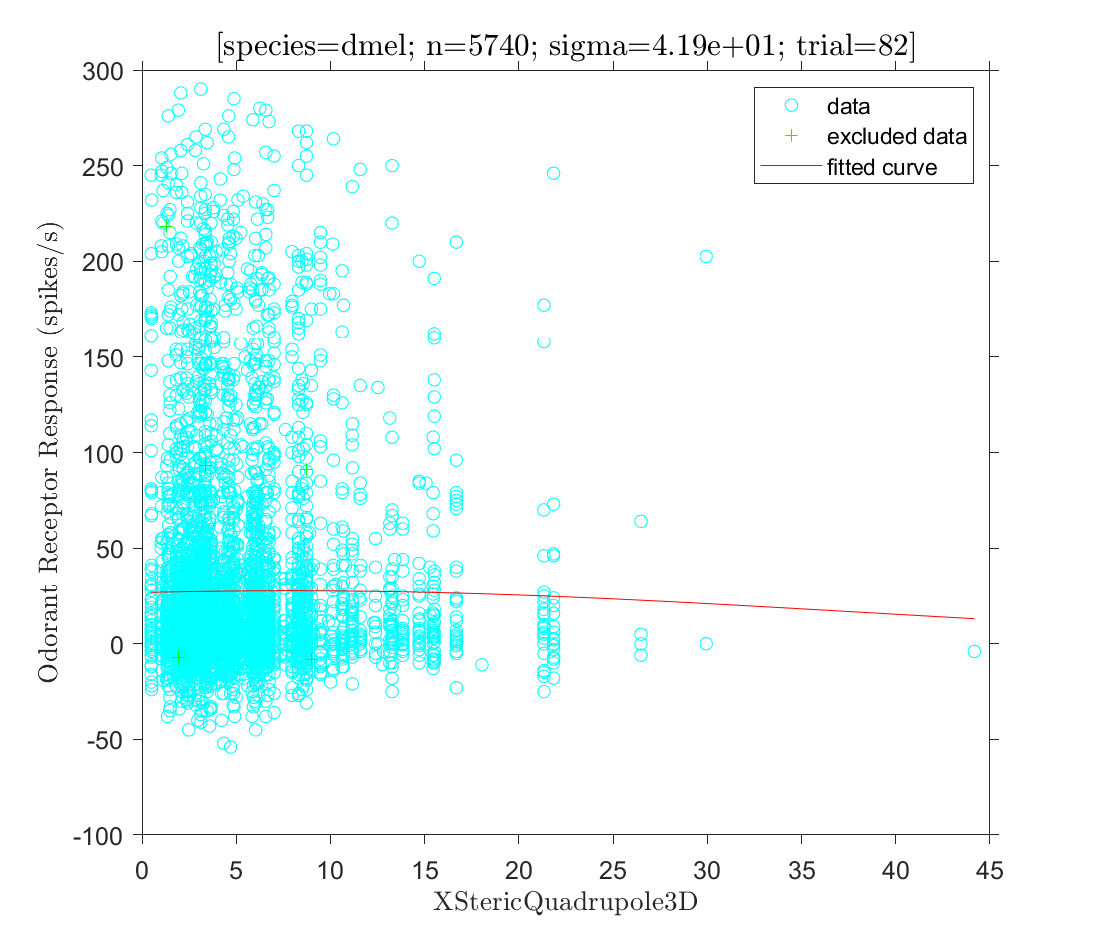 [species=dmel; n=5740; sigma=4.19e+01; trial=82]
300
250
200
150
100
50
0
-50
-100
Odorant Receptor Response (spikes/s)
data
excluded data
fitted curve
0 5 10 15 20 25 30 35 40 45
XStericQuadrupole3D